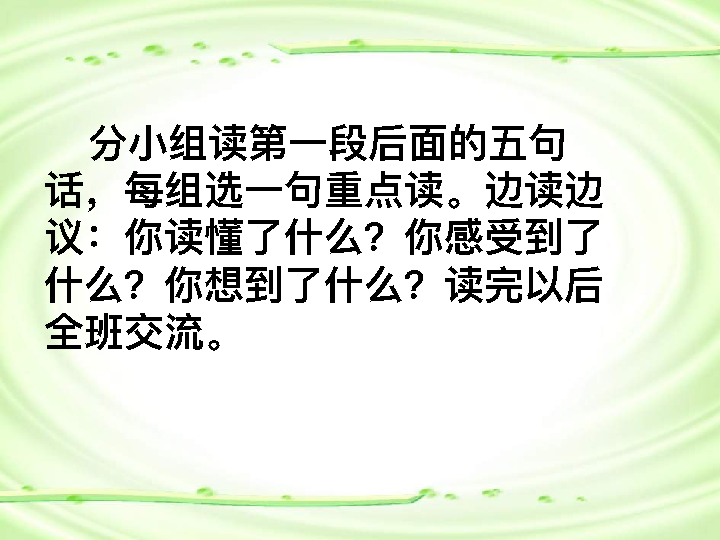 分小组读第一段后面的五句
话，每组选一句重点读。边读边
议：你读懂了什么？你感受到了
什么？你想到了什么？读完以后
全班交流。